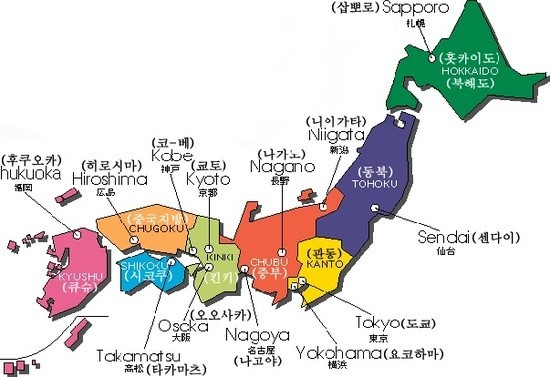 (삽뽀로) Sapporo
札幌
(홋카이도)
HOKKAIDO
(북해도)
(니이가타)
Niigata
新潟
(코-베)
Kobe
神戸
(쿄토)
Kyoto
京都
(나가노)
Nagano
長野
(후쿠오카)
hukuoka
福岡
(히로시마)
Hiroshima
広島
(동북)
TOHOKU
(중국지방)
CHUGOKU
Sendai (센다이)
仙台
KINKI
(킨키)
CHUBU
(중부)
(관동)
KANTO
KYUSHU
(큐슈)
SHIKOKU
(시코쿠)
(오오사카)
Osaka
大阪
Nagoya
名古屋
(나고야)
Tokyo (도쿄)
東京
Takamatsu
高松 (타카마츠)
Yokohama (요코하마)
横浜